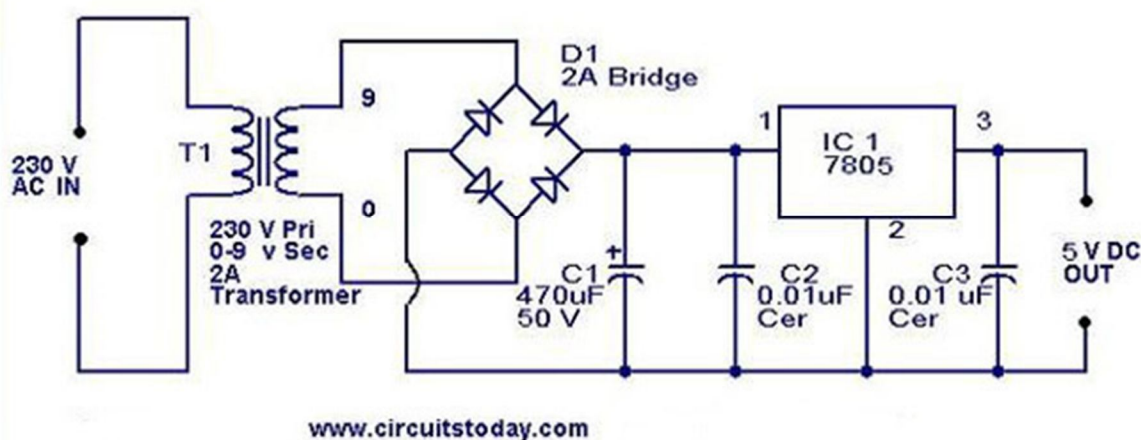 D1
2A Bridge
9
1
IC 1
7805
3
T1
230 V
AC IN
0
230 V Pri
0-9 v Sec
2A
Transformer
2
+
C1
470uF
50 V
C2
0.01uF
Cer
C3
0.01 uF
Cer
5 V DC
OUT
www.circuitstoday.com